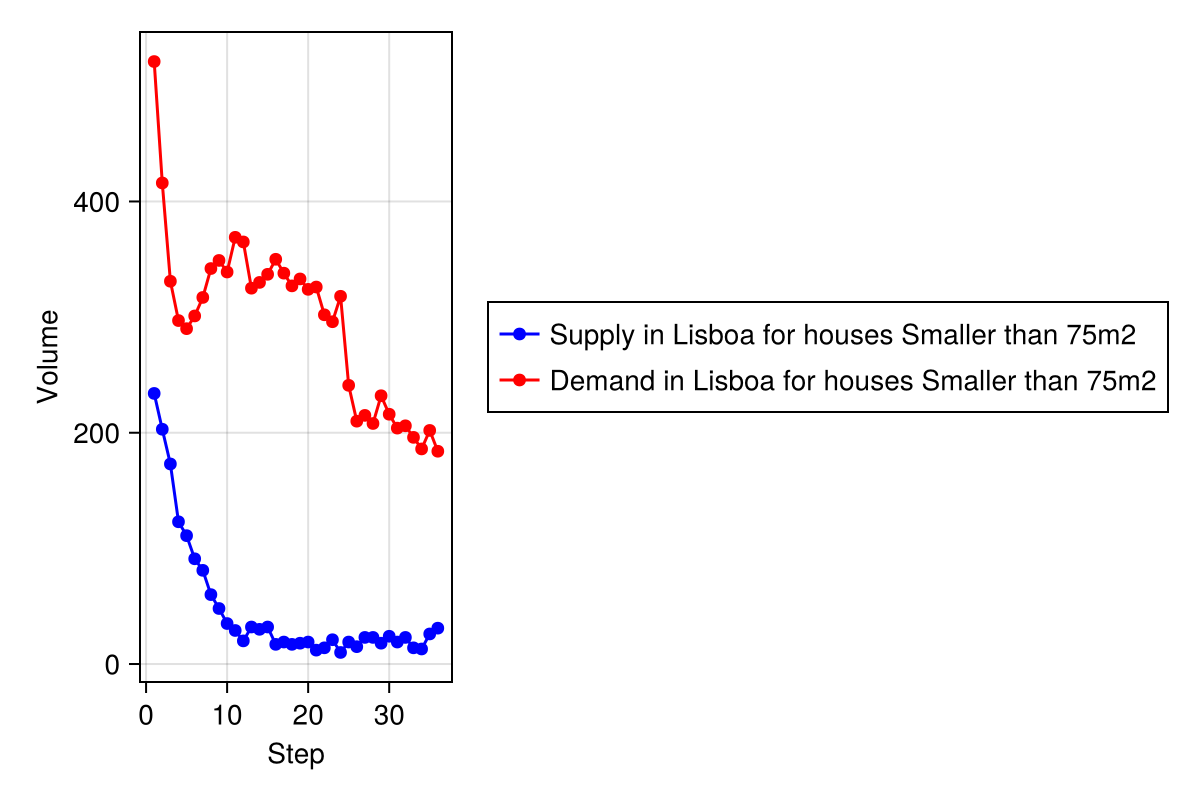 400
200
0
Volume
0 10 20 30
Step
Supply in Lisboa for houses Smaller than 75m2
Demand in Lisboa for houses Smaller than 75m2